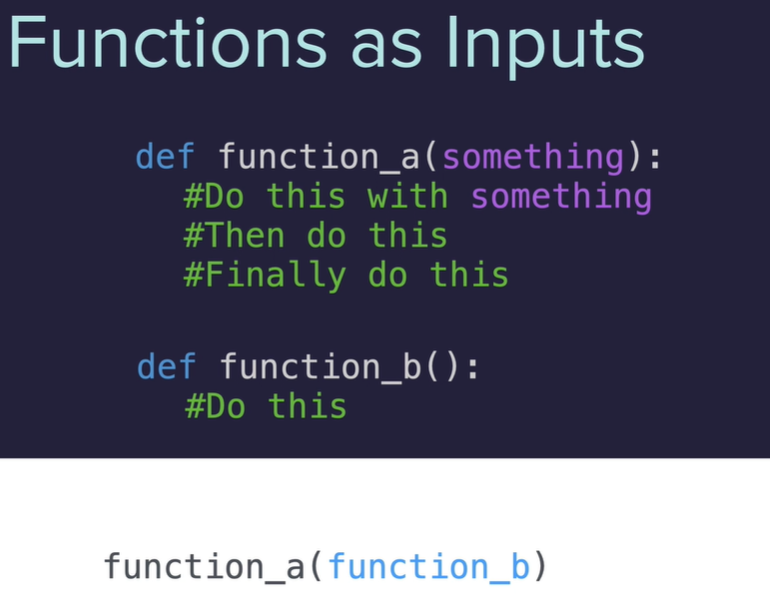 Functions as Inputs
def function_a(something):
#Do this with something
#Then do this
#Finally do this
def function_b():
#Do this
function_a(function_b)